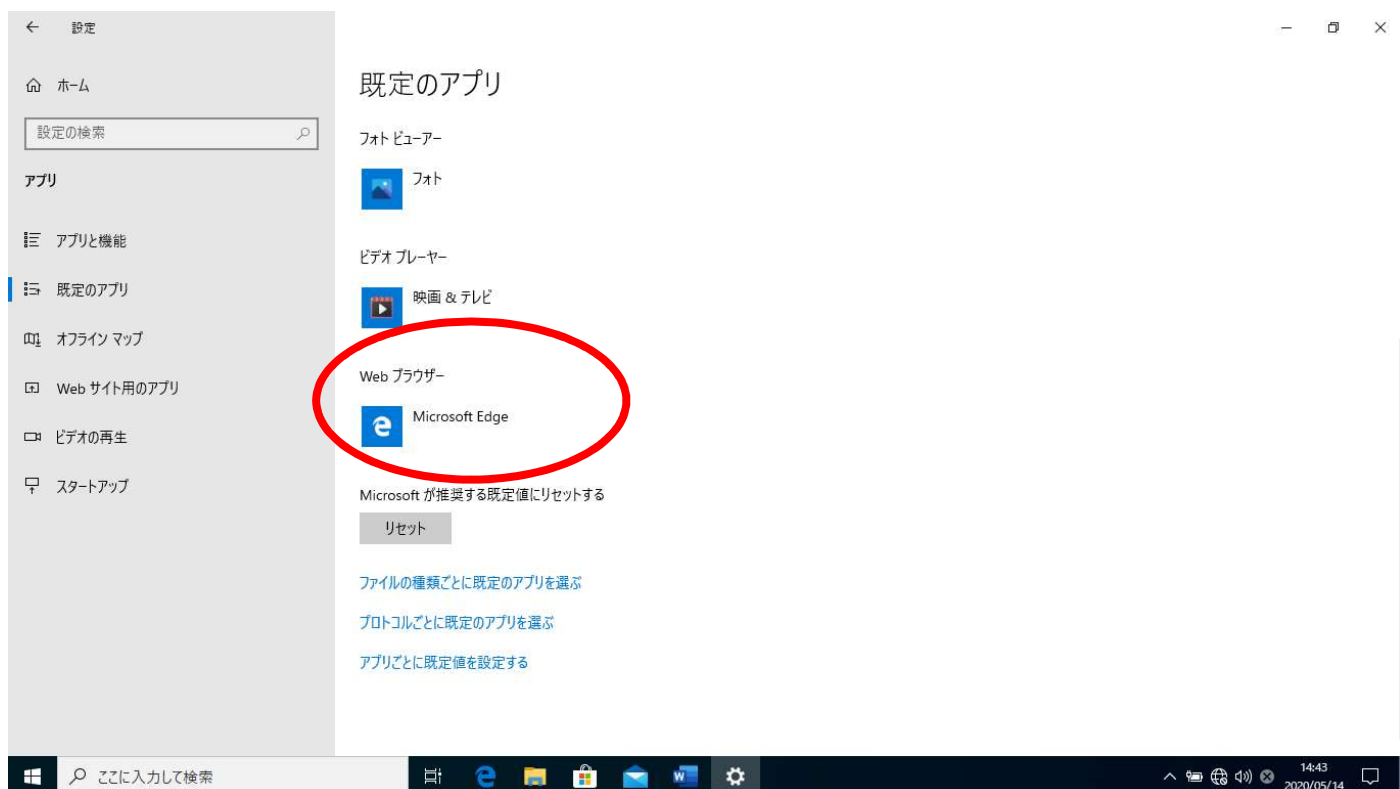 設定
ホーム
設定の検索
アプリ
アプリと機能
既定のアプリ
オフライン マップ
Web サイト用のアプリ
ビデオの再生
スタートアップ
既定のアプリ
フォト ビューアー
フォト
ビデオ プレーヤー
映画 & テレビ
Web ブラウザー
Microsoft Edge
Microsoft が推奨する既定値にリセットする
リセット
ファイルの種類ごとに既定のアプリを選ぶ
プロトコルごとに既定のアプリを選ぶ
アプリごとに既定値を設定する
ここに入力して検索
14:43
2020/05/14